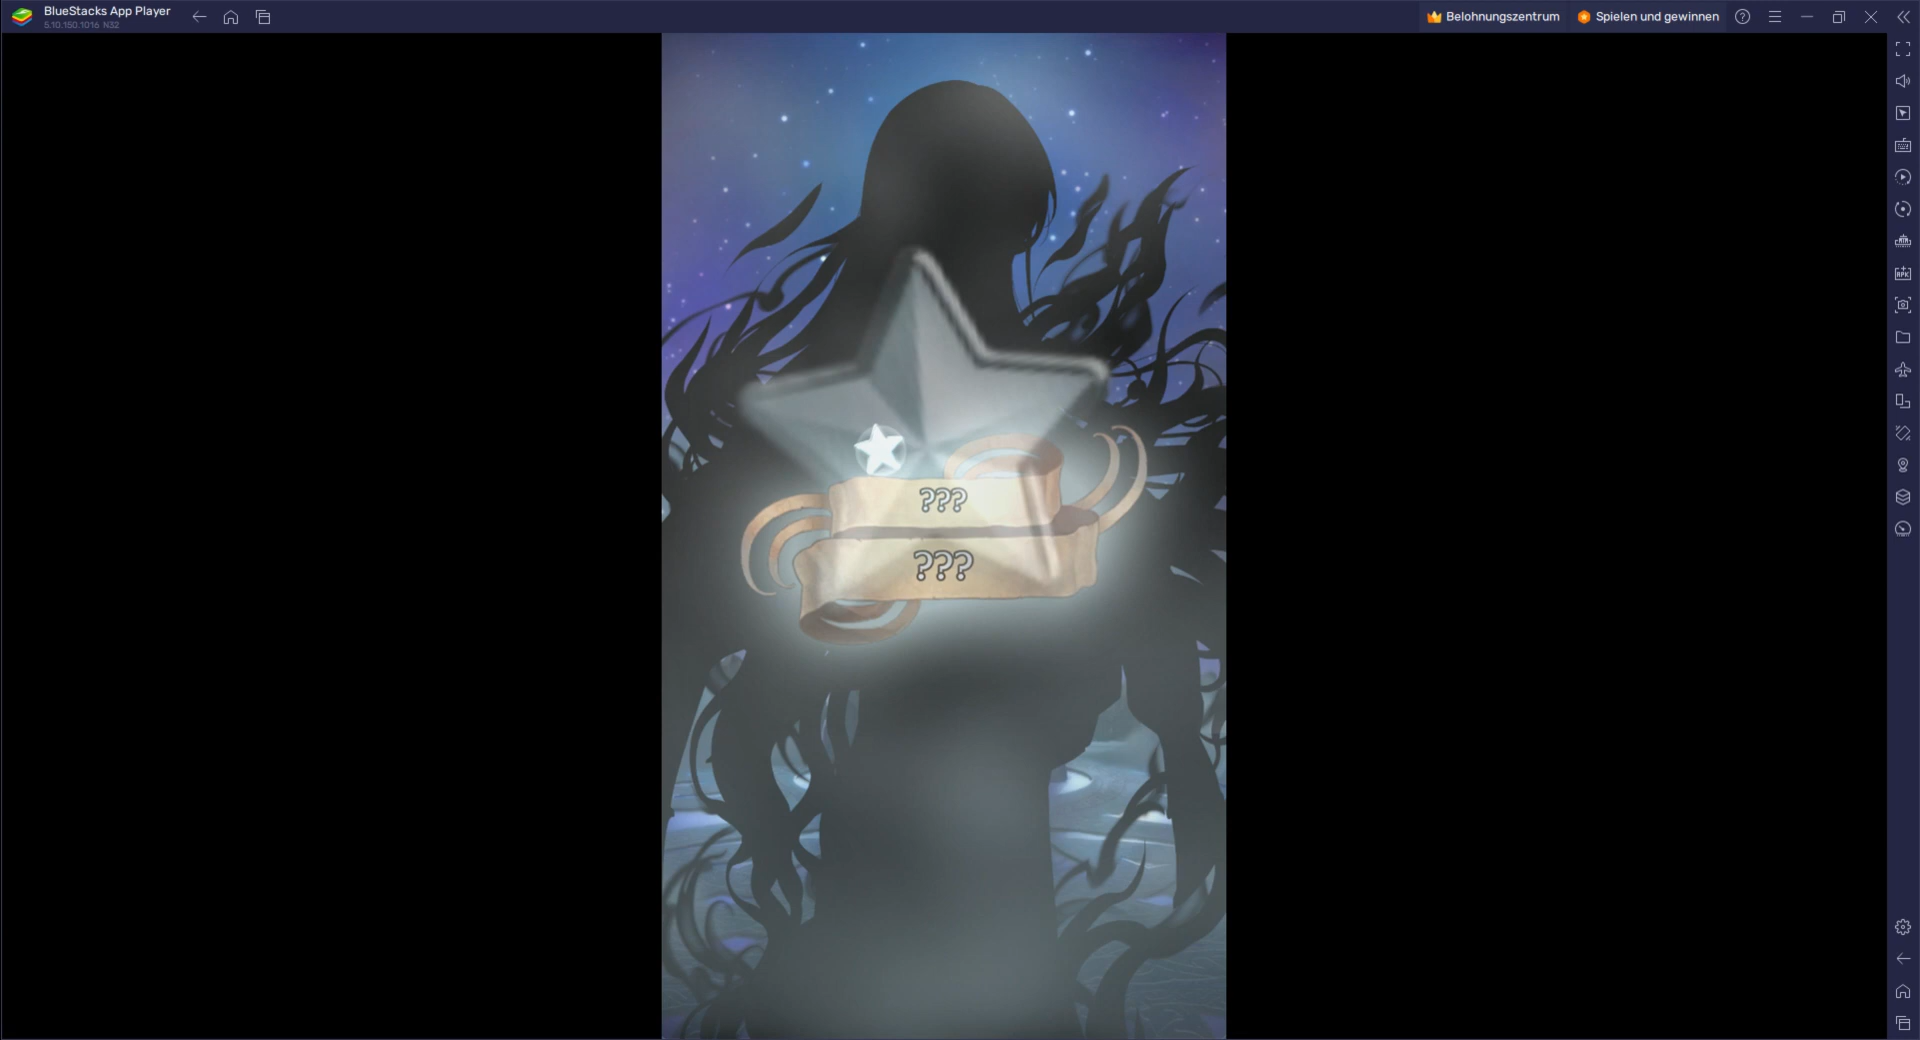 BlueStacks App Player
5.10.150.1016 N32
Belohnungszentrum
Spielen und gewinnen
???
???